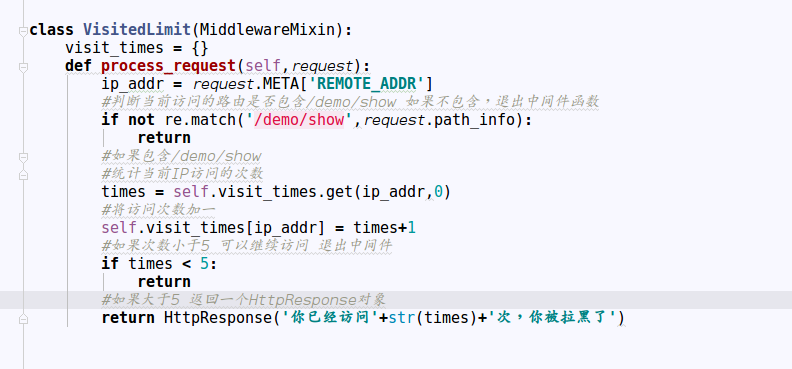 class VisitedLimit(MiddlewareMixin):
    visit_times = {}
    def process_request(self,request):
        ip_addr = request.META['REMOTE_ADDR']
        #判断当前访问的路由是否包含/demo/show 如果不包含，退出中间件函数
        if not re.match('/demo/show',request.path_info):
            return
        #如果包含/demo/show
        #统计当前IP访问的次数
        times = self.visit_times.get(ip_addr,0)
        #将访问次数加一
        self.visit_times[ip_addr] = times+1
        #如果次数小于5 可以继续访问 退出中间件
        if times < 5:
            return
        #如果大于5 返回一个HttpResponse对象
        return HttpResponse('你已经访问'+str(times)+'次，你被拉黑了')